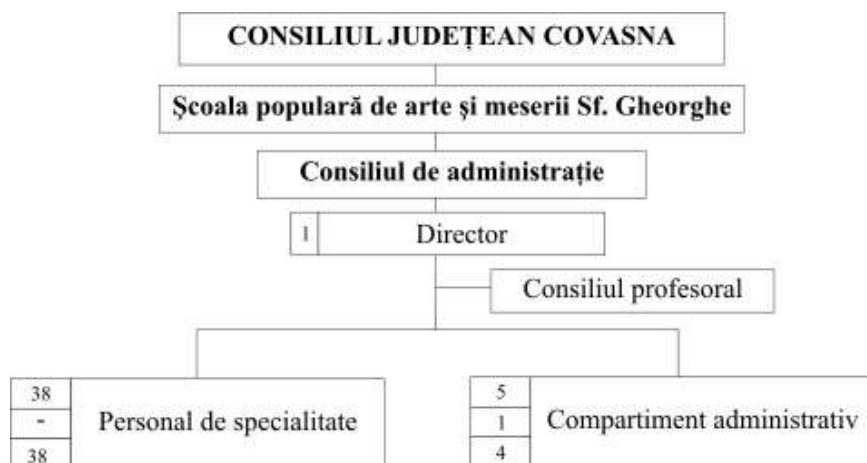 CONSILIUL JUDEȚEAN COVASNA
Școala populară de arte și meserii Sf. Gheorghe
Consiliul de administrație
1 Director
Consiliul profesoral
38
-
38
Personal de specialitate
5
1
4
Compartiment administrativ